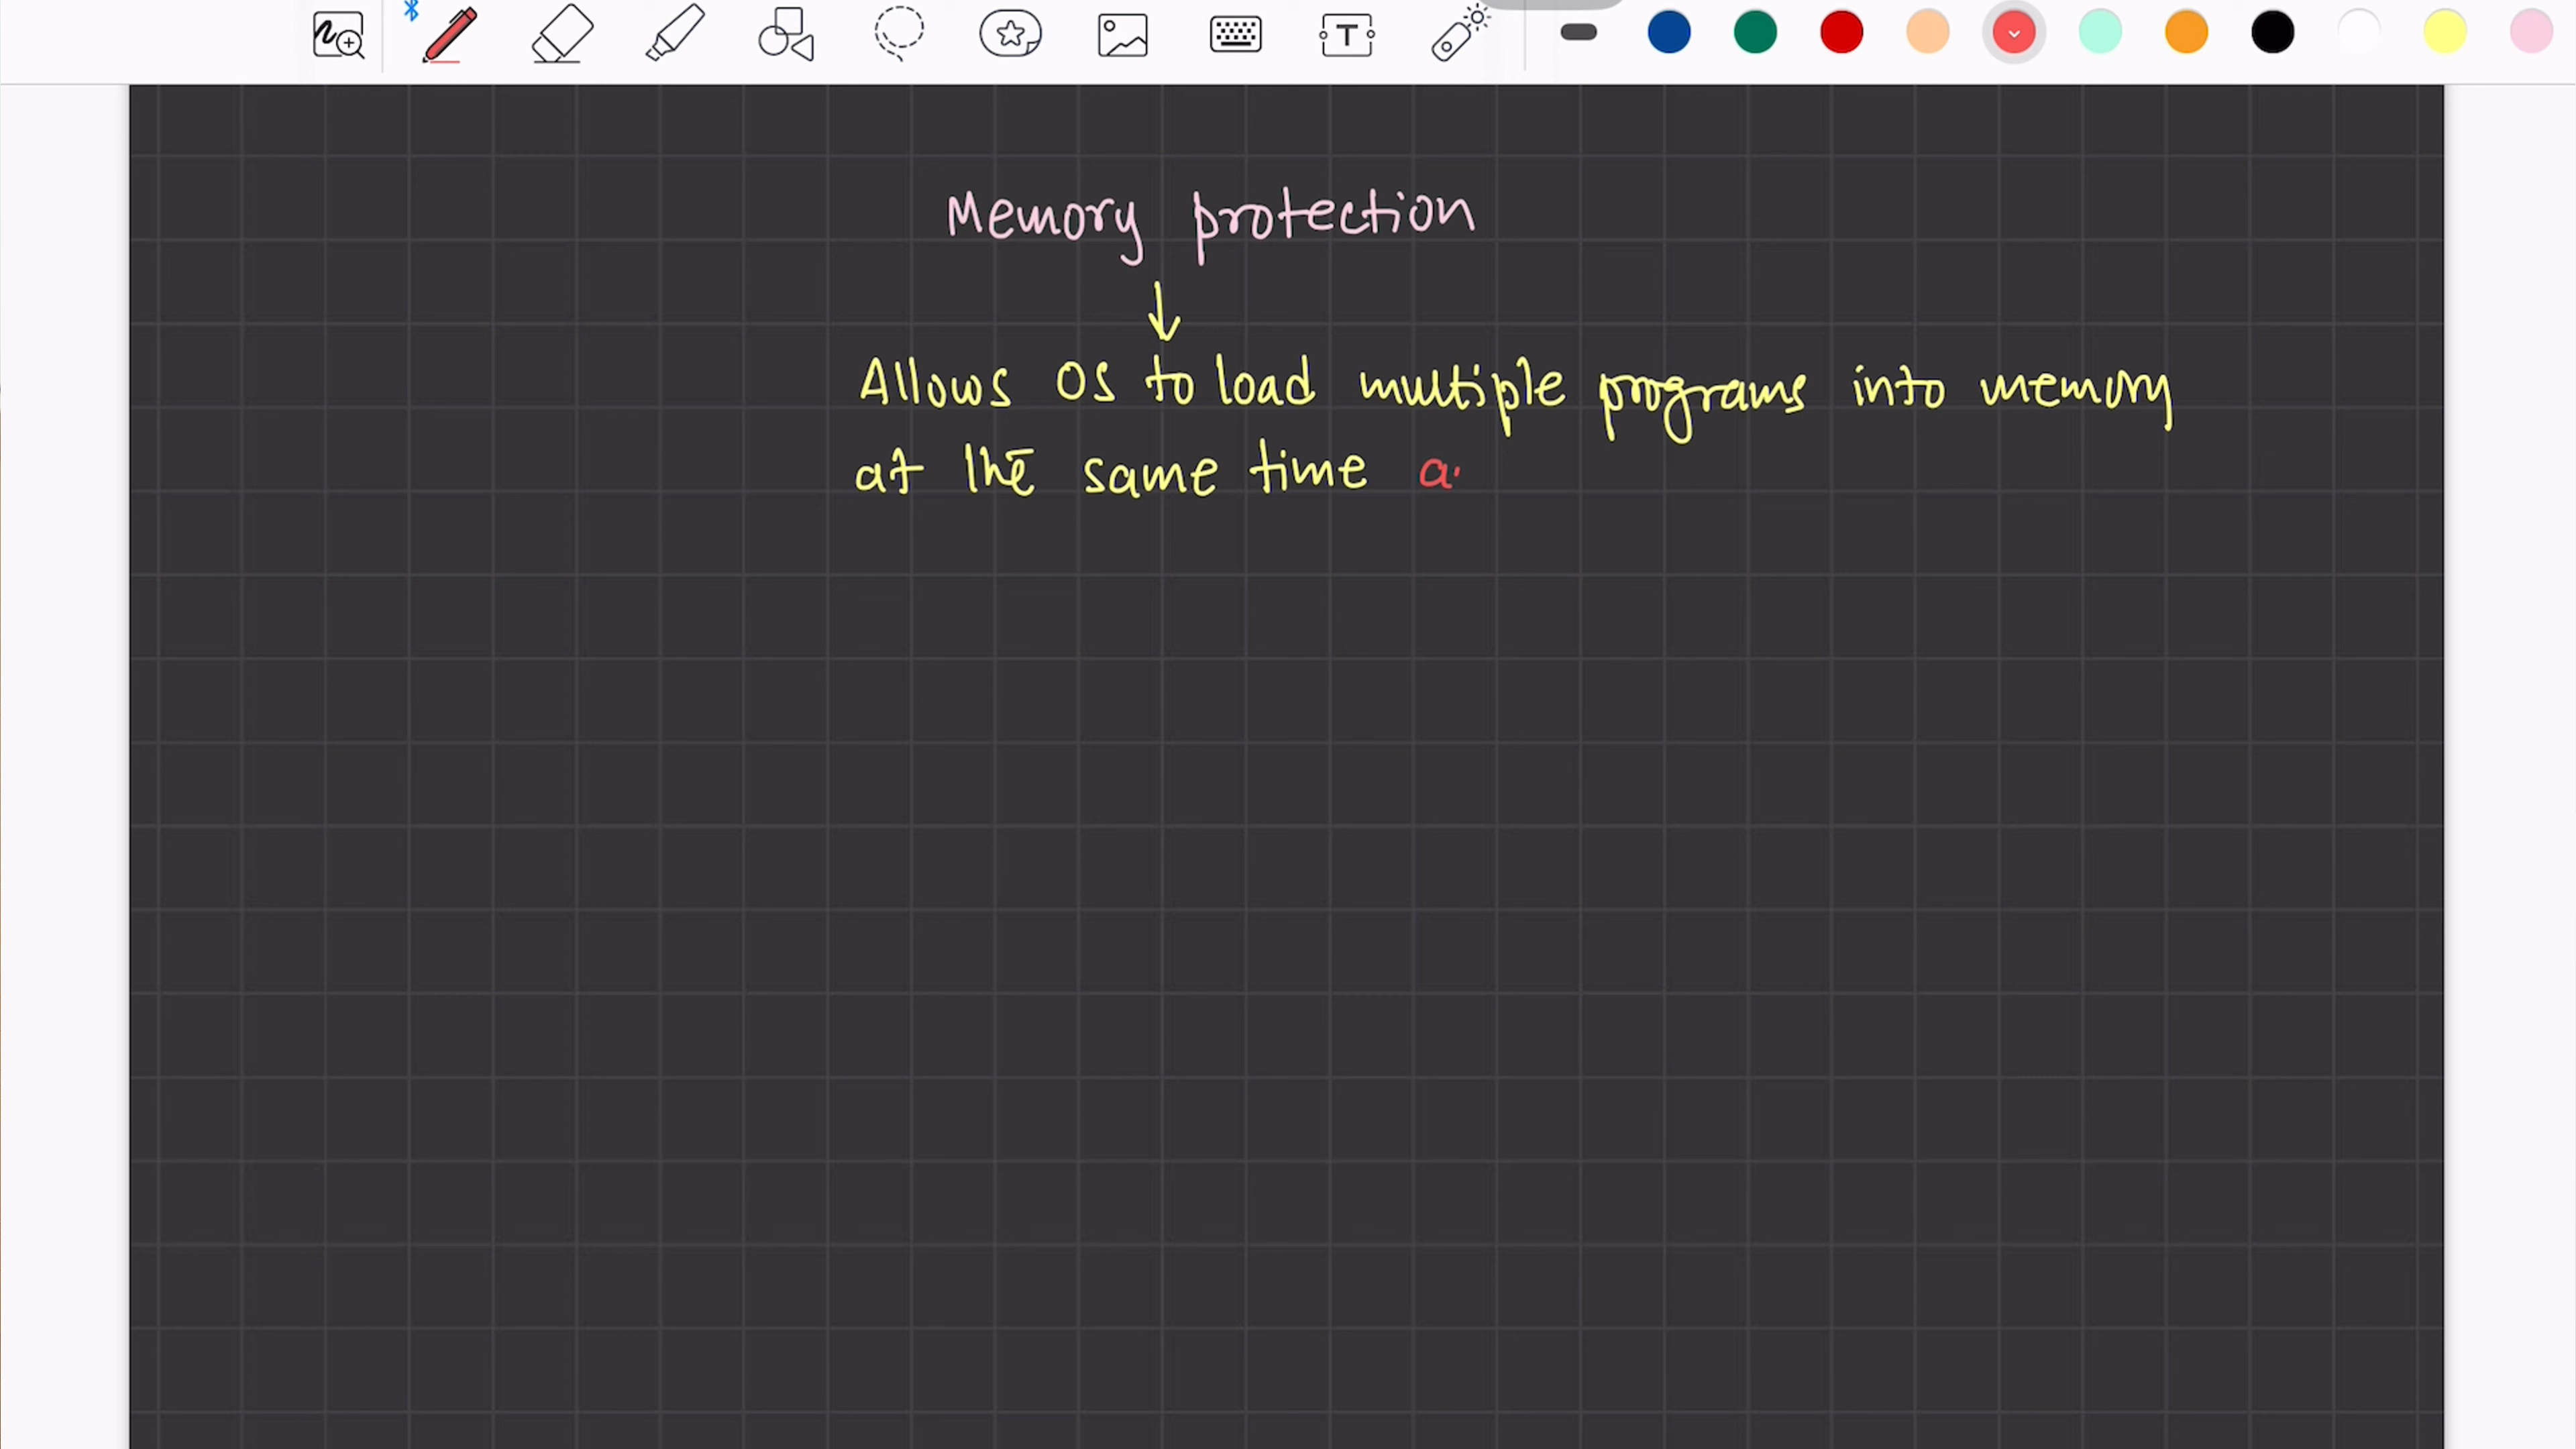 Memory protection
↓
Allows OS to load multiple programs into memory
at the same time a